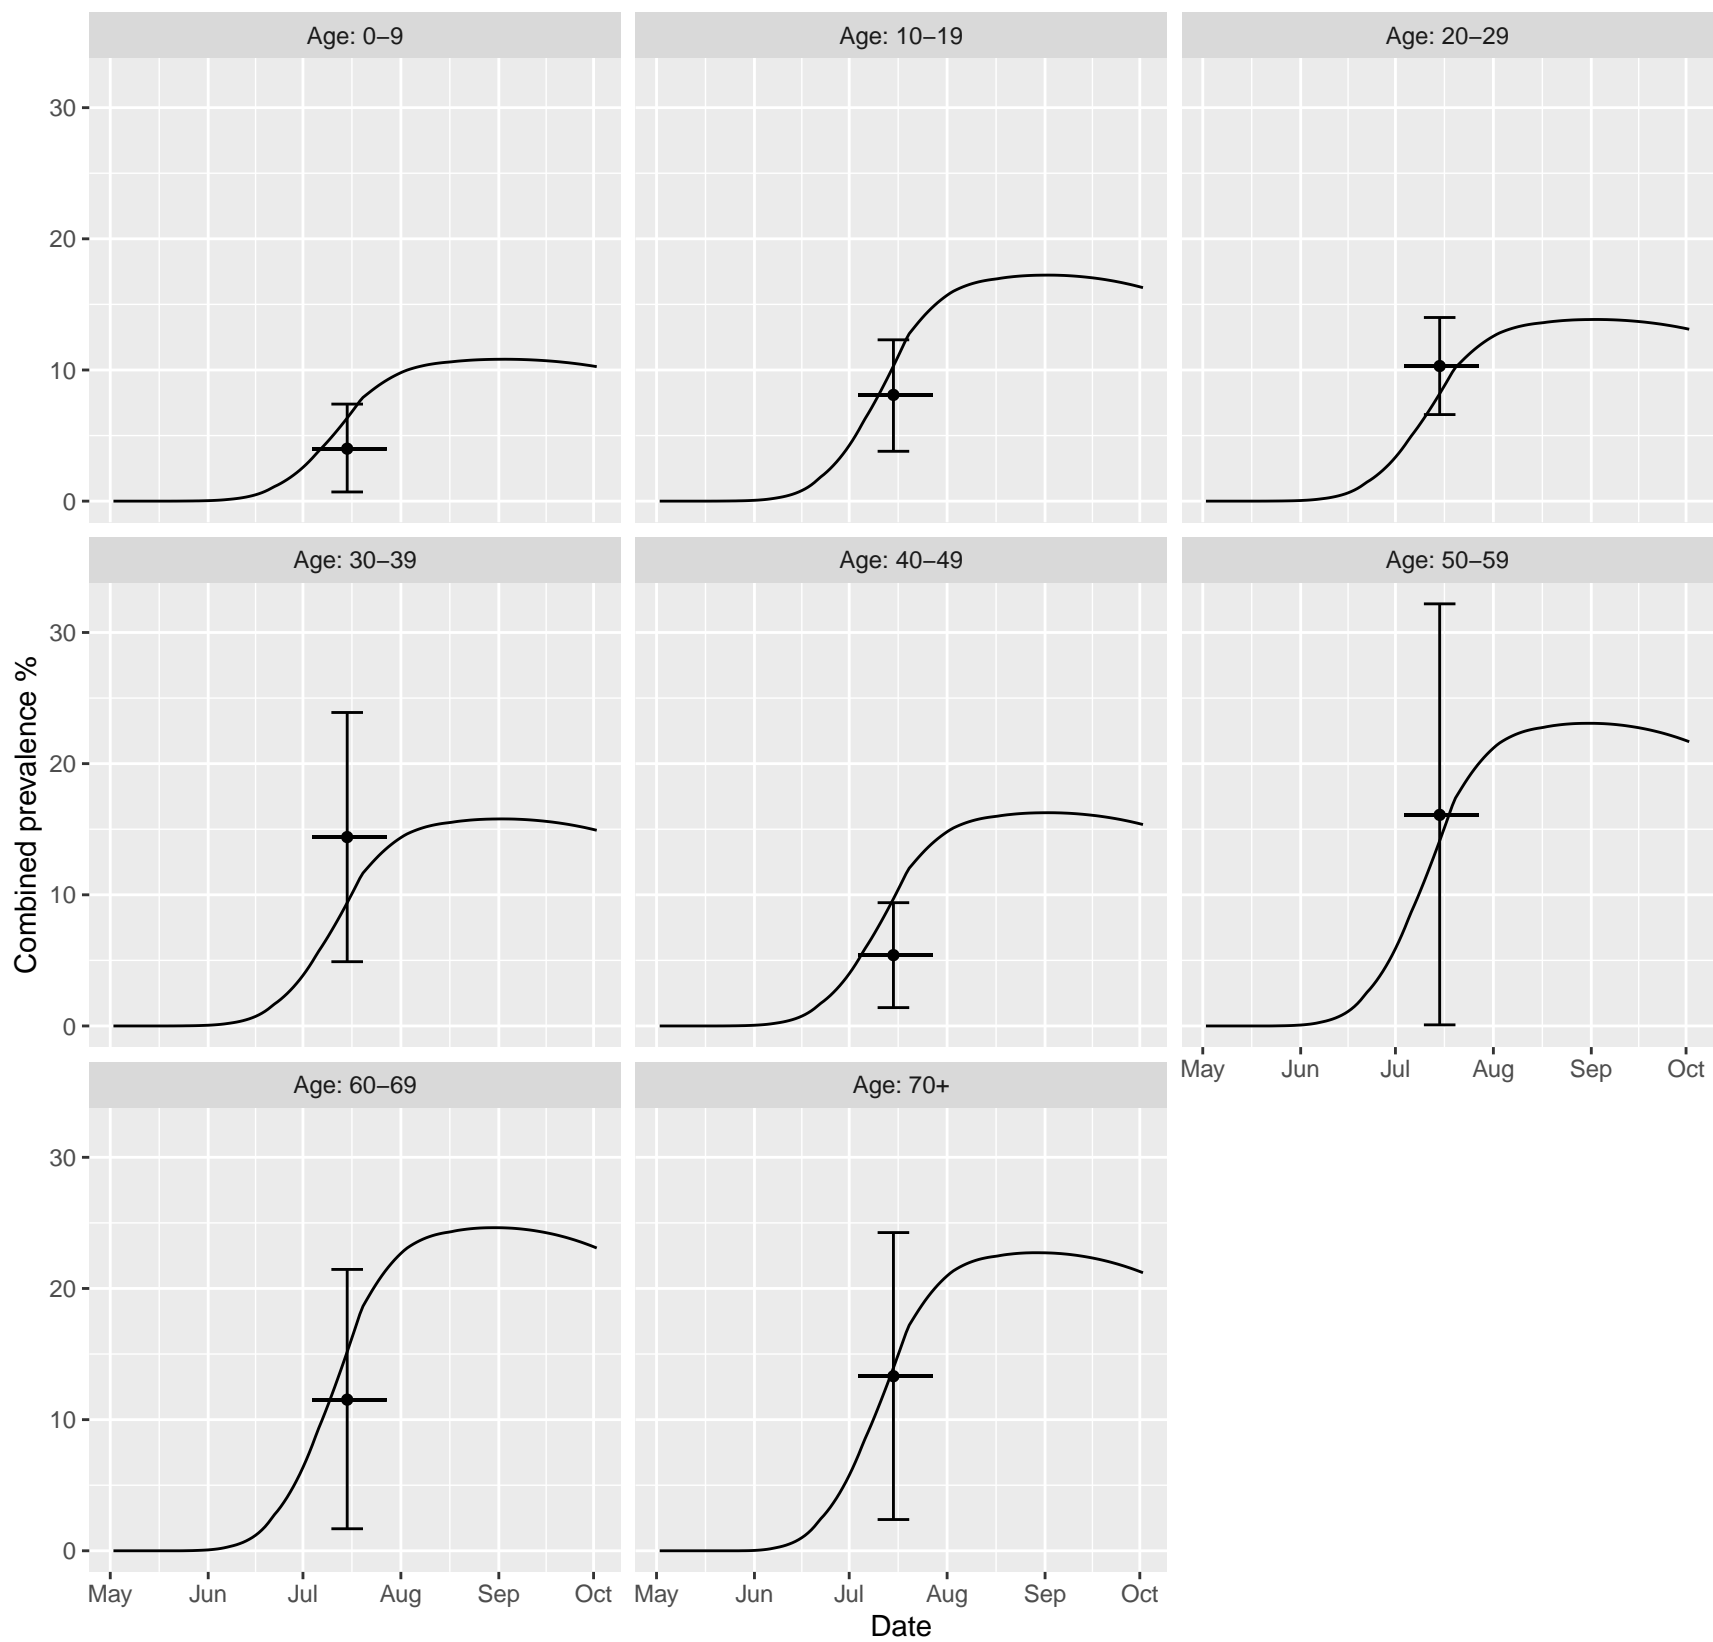 Age: 0–9
Age: 10–19
Age: 20–29
30
20
10
0
Age: 30–39
Age: 40–49
Age: 50–59
30
20
10
0
May Jun Jul Aug Sep Oct
Age: 60–69
Age: 70+
30
20
10
0
May Jun Jul Aug Sep Oct
May Jun Jul Aug Sep Oct
Date
Combined prevalence %